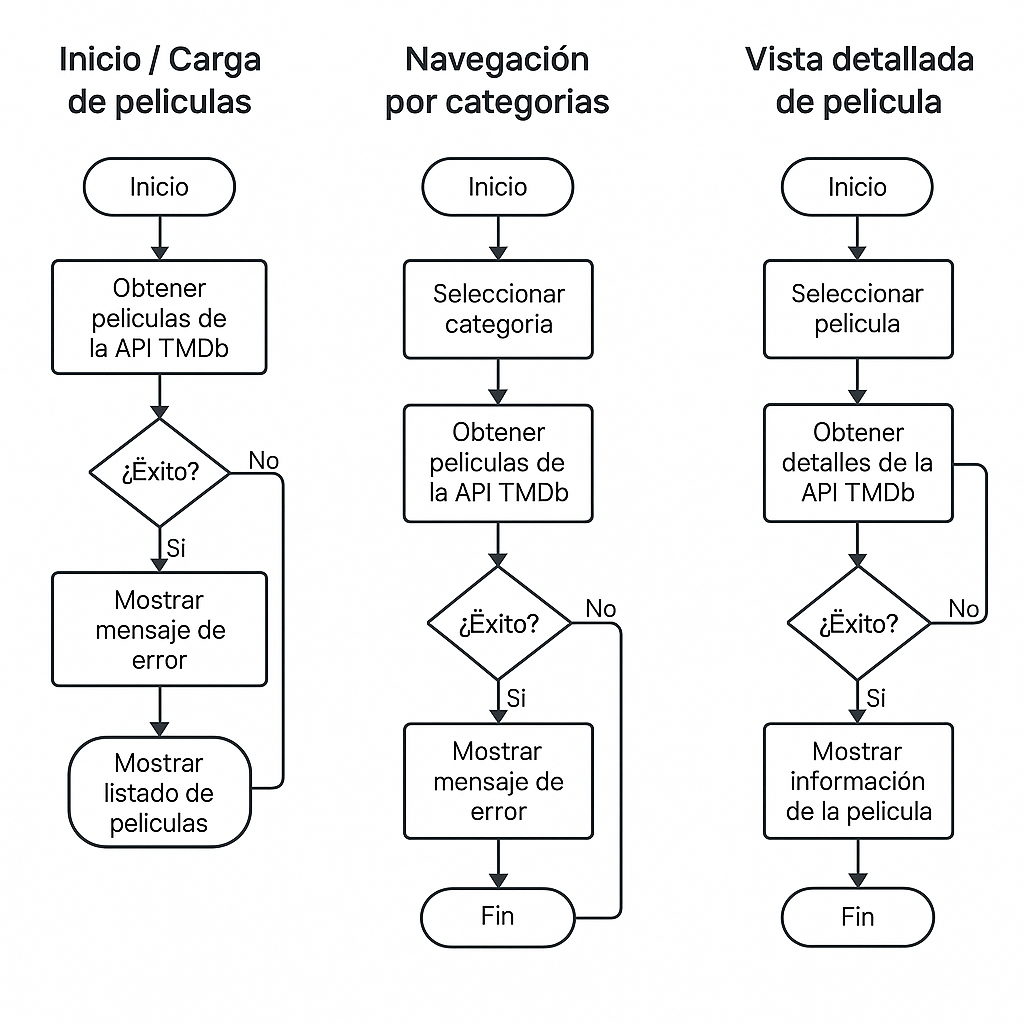 Inicio / Carga
de peliculas
Inicio
Obtener
peliculas de
la API TMDb
¿Ëxito?
No
Si
Mostrar
mensaje de
error
Mostrar
listado de
peliculas
Navegación
por categorias
Inicio
Seleccionar
categoria
Obtener
peliculas de
la API TMDb
¿Ëxito?
No
Si
Mostrar
mensaje de
error
Fin
Vista detallada
de pelicula
Inicio
Seleccionar
pelicula
Obtener
detalles de la
API TMDb
¿Ëxito?
No
Si
Mostrar
información
de la pelicula
Fin